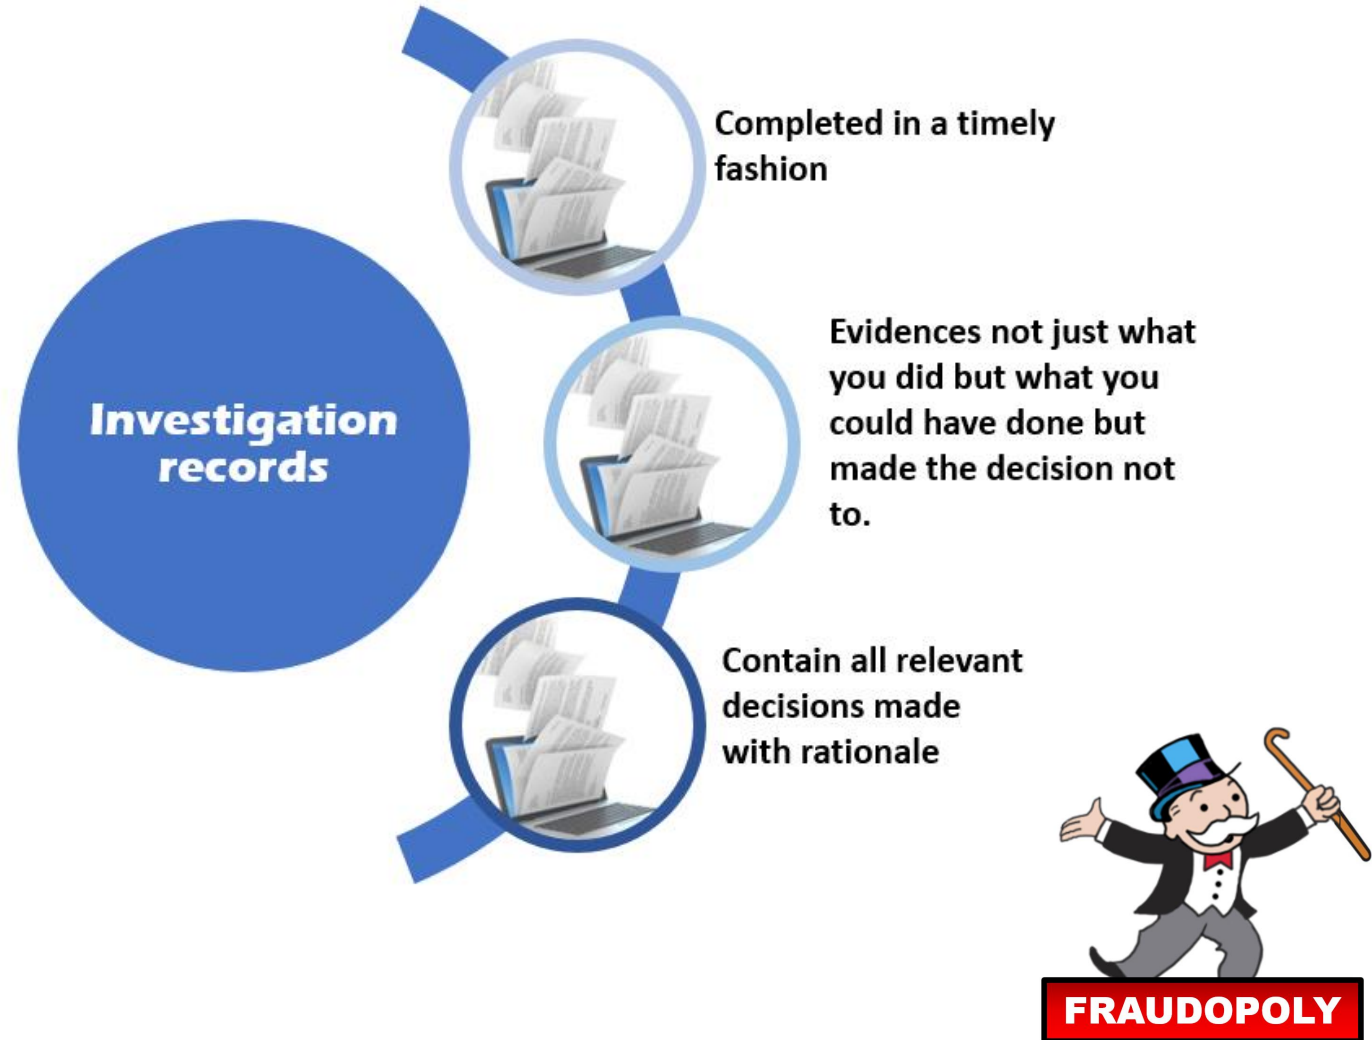 Completed in a timely
fashion
Investigation
records
Evidences not just what
you did but what you
could have done but
made the decision not
to.
Contain all relevant
decisions made
with rationale
FRAUDOPOLY